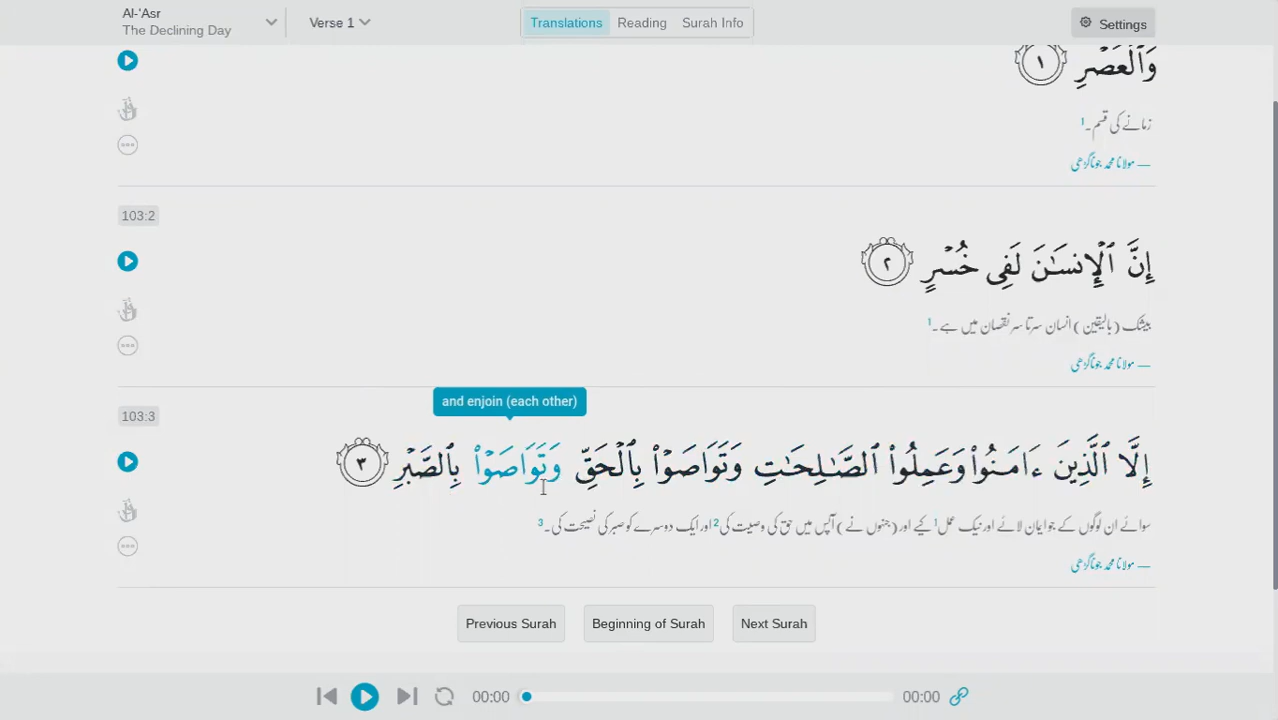 Al-'Asr
The Declining Day
Verse 1
Translations
Reading
Surah Info
Settings
وَٱلْعَصْرِ ١
زمانے کی قسم۔ 1
— مولانا محمد جوناگڑھی
103:2
إِنَّ ٱلْإِنسَـٰنَ لَفِى خُسْرٍ ٢
بیشک (بالیقین) انسان سرتا سر نقصان میں ہے۔ 1
— مولانا محمد جوناگڑھی
and enjoin (each other)
103:3
إِلَّا ٱلَّذِينَ ءَامَنُوا۟ وَعَمِلُوا۟ ٱلصَّـٰلِحَـٰتِ وَتَوَاصَوْا۟ بِٱلْحَقِّ وَتَوَاصَوْا۟ بِٱلصَّبْرِ ٣
سوائے ان لوگوں کے جو ایمان لائے اور نیک عمل 1 کیے اور (جنہوں نے) آپس میں حق کی وصیت کی 2 اور ایک دوسرے کو صبر کی نصیحت کی۔ 3
— مولانا محمد جوناگڑھی
Previous Surah
Beginning of Surah
Next Surah
00:00
00:00